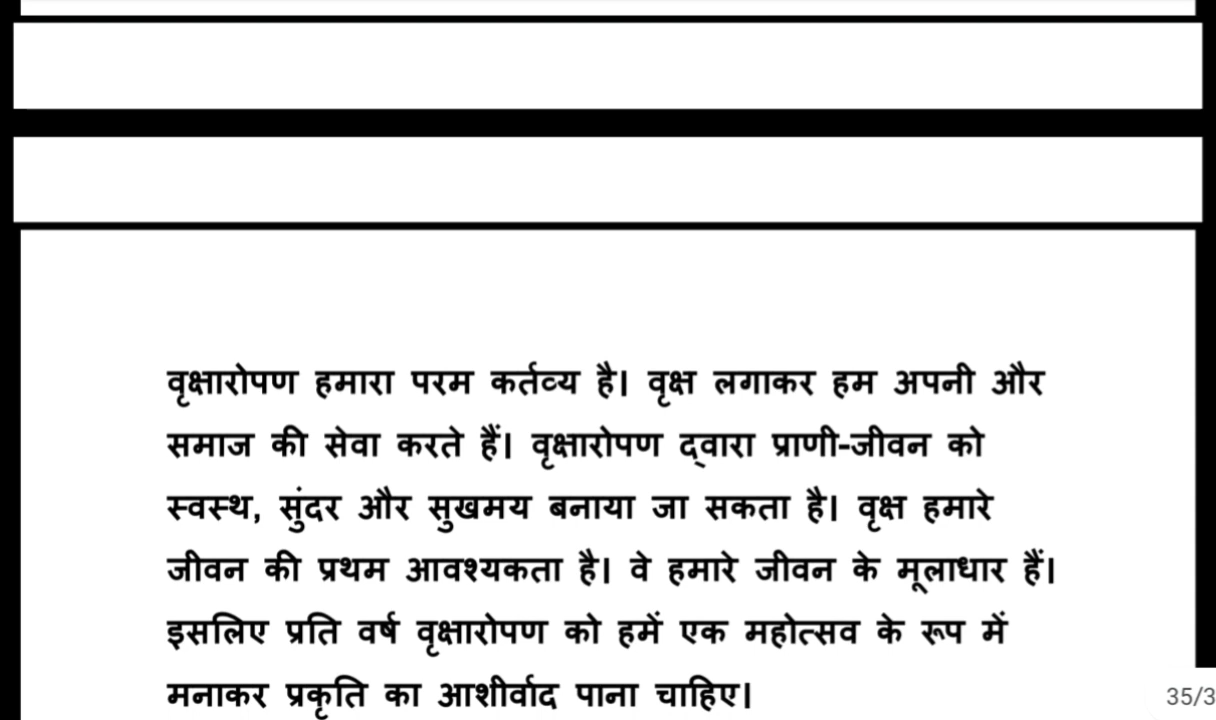 वृक्षारोपण हमारा परम कर्तव्य है। वृक्ष लगाकर हम अपनी और
समाज की सेवा करते हैं। वृक्षारोपण द्वारा प्राणी-जीवन को
स्वस्थ, सुंदर और सुखमय बनाया जा सकता है। वृक्ष हमारे
जीवन की प्रथम आवश्यकता है। वे हमारे जीवन के मूलाधार हैं।
इसलिए प्रति वर्ष वृक्षारोपण को हमें एक महोत्सव के रूप में
मनाकर प्रकृति का आशीर्वाद पाना चाहिए।
35/3